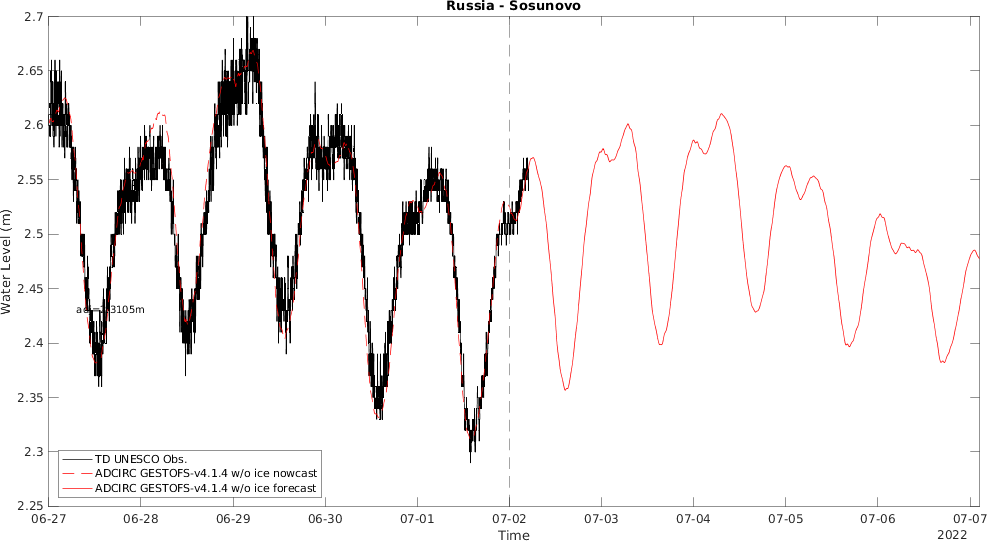 Russia - Sosunovo
2.7
2.65
2.6
2.55
2.5
2.45
2.4
2.35
2.3
2.25
Water Level (m)
TD UNESCO Obs.
ADCIRC GESTOFS-v4.1.4 w/o ice nowcast
ADCIRC GESTOFS-v4.1.4 w/o ice forecast
06-27 06-28 06-29 06-30 07-01 07-02 07-03 07-04 07-05 07-06 07-07
Time
2022